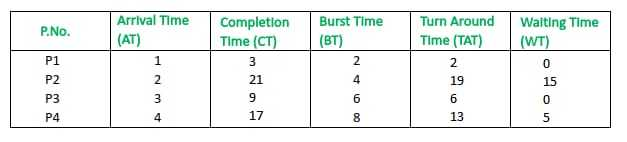 P.No. Arrival Time (AT) Completion Time (CT) Burst Time (BT) Turn Around Time (TAT) Waiting Time (WT)
P1 1 3 2 2 0
P2 2 21 4 19 15
P3 3 9 6 6 0
P4 4 17 8 13 5